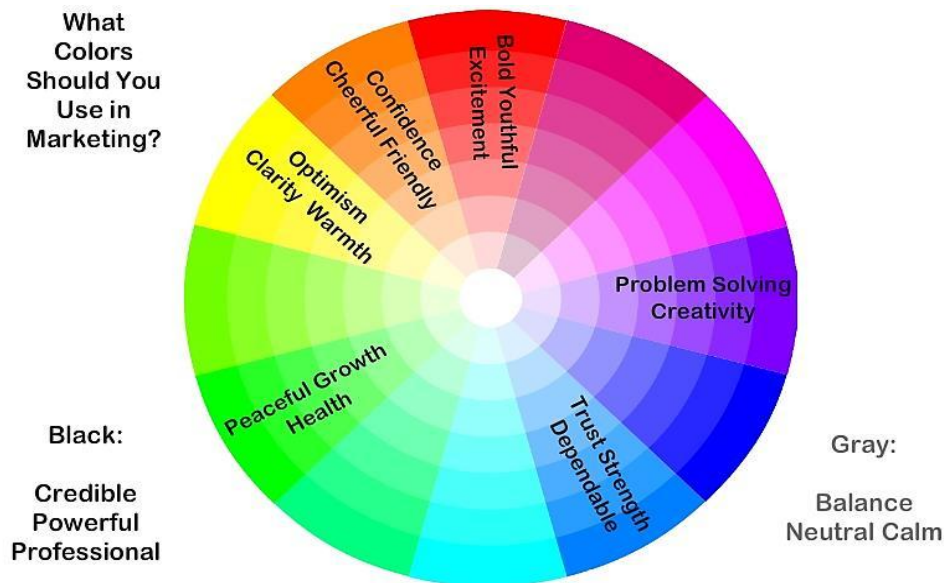 What
Colors
Should You
Use in
Marketing?
Bold Youthful
Excitement
Confidence
Cheerful Friendly
Optimism
Clarity Warmth
Problem Solving
Creativity
Peaceful Growth
Health
Trust Strength
Dependable
Black:
Credible
Powerful
Professional
Gray:
Balance
Neutral Calm